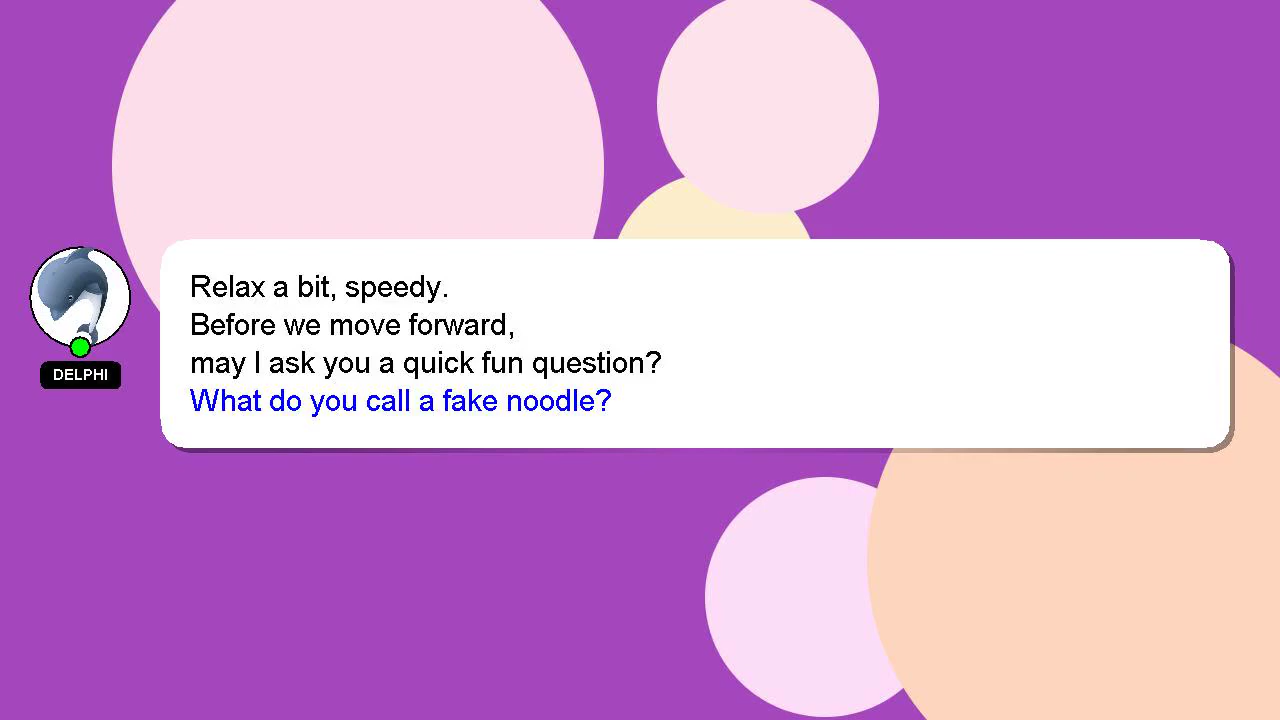 Relax a bit, speedy.
Before we move forward,
may I ask you a quick fun question?
What do you call a fake noodle?
DELPHI